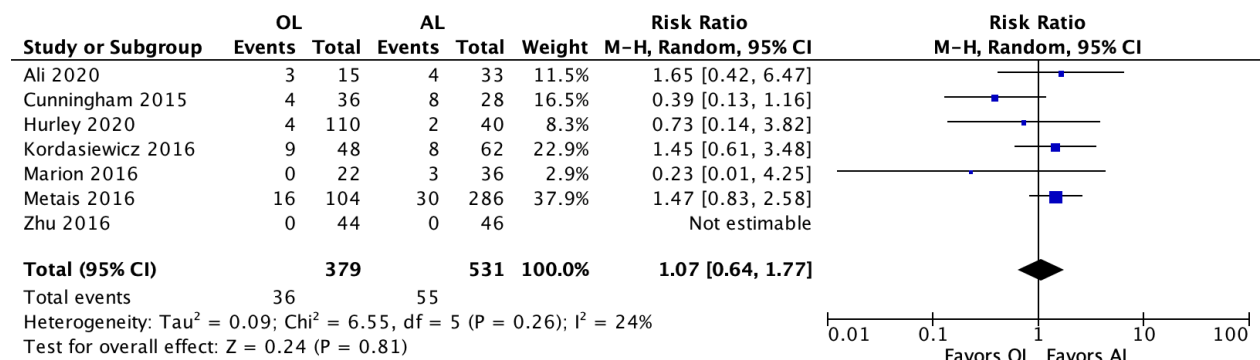 OL AL Risk Ratio Risk Ratio
Study or Subgroup Events Total Events Total Weight M-H, Random, 95% CI M-H, Random, 95% CI
Ali 2020 3 15 4 33 11.5% 1.65 [0.42, 6.47]
Cunningham 2015 4 36 8 28 16.5% 0.39 [0.13, 1.16]
Hurley 2020 4 110 2 40 8.3% 0.73 [0.14, 3.82]
Kordasiewicz 2016 9 48 8 62 22.9% 1.45 [0.61, 3.48]
Marion 2016 0 22 3 36 2.9% 0.23 [0.01, 4.25]
Metais 2016 16 104 30 286 37.9% 1.47 [0.83, 2.58]
Zhu 2016 0 44 0 46 Not estimable
Total (95% CI) 379 531 100.0% 1.07 [0.64, 1.77]
Total events 36 55
Heterogeneity: Tau² = 0.09; Chi² = 6.55, df = 5 (P = 0.26); I² = 24%
Test for overall effect: Z = 0.24 (P = 0.81)
0.01 0.1 1 10 100
Favors OL Favors AL